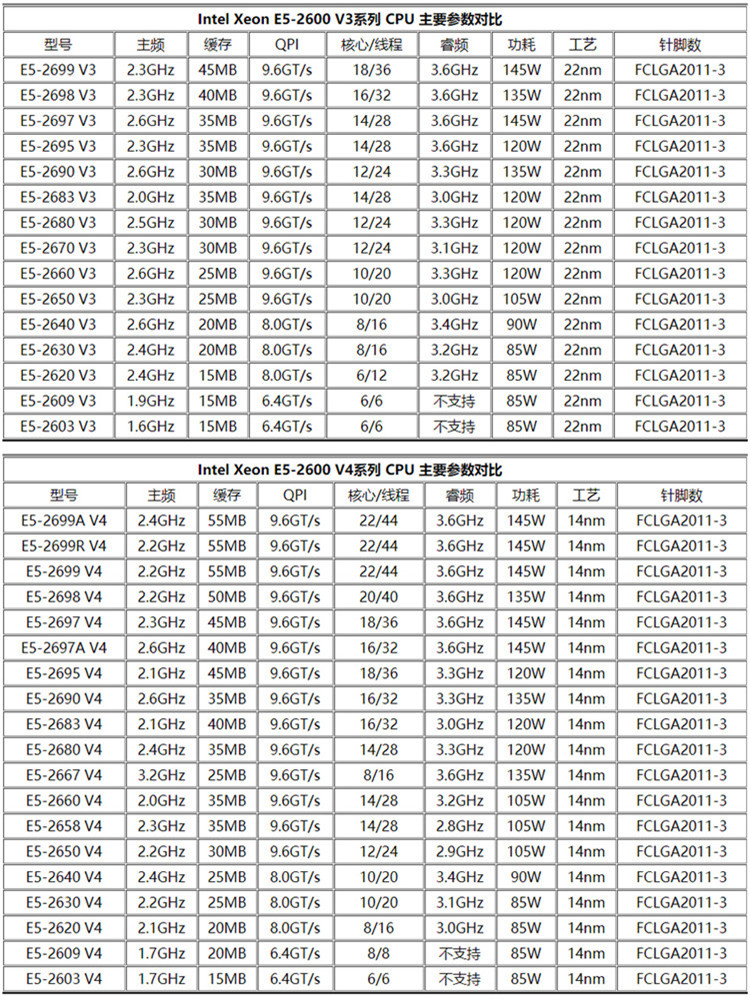 Intel Xeon E5-2600 V3系列 CPU 主要参数对比
型号 主频 缓存 QPI 核心/线程 睿频 功耗 工艺 针脚数
E5-2699 V3 2.3GHz 45MB 9.6GT/s 18/36 3.6GHz 145W 22nm FCLGA2011-3
E5-2698 V3 2.3GHz 40MB 9.6GT/s 16/32 3.6GHz 135W 22nm FCLGA2011-3
E5-2697 V3 2.6GHz 35MB 9.6GT/s 14/28 3.6GHz 145W 22nm FCLGA2011-3
E5-2695 V3 2.3GHz 35MB 9.6GT/s 14/28 3.6GHz 120W 22nm FCLGA2011-3
E5-2690 V3 2.6GHz 30MB 9.6GT/s 12/24 3.3GHz 135W 22nm FCLGA2011-3
E5-2683 V3 2.0GHz 35MB 9.6GT/s 14/28 3.0GHz 120W 22nm FCLGA2011-3
E5-2680 V3 2.5GHz 30MB 9.6GT/s 12/24 3.3GHz 120W 22nm FCLGA2011-3
E5-2670 V3 2.3GHz 30MB 9.6GT/s 12/24 3.1GHz 120W 22nm FCLGA2011-3
E5-2660 V3 2.6GHz 25MB 9.6GT/s 10/20 3.3GHz 120W 22nm FCLGA2011-3
E5-2650 V3 2.3GHz 25MB 9.6GT/s 10/20 3.0GHz 105W 22nm FCLGA2011-3
E5-2640 V3 2.6GHz 20MB 8.0GT/s 8/16 3.4GHz 90W 22nm FCLGA2011-3
E5-2630 V3 2.4GHz 20MB 8.0GT/s 8/16 3.2GHz 85W 22nm FCLGA2011-3
E5-2620 V3 2.4GHz 15MB 8.0GT/s 6/12 3.2GHz 85W 22nm FCLGA2011-3
E5-2609 V3 1.9GHz 15MB 6.4GT/s 6/6 不支持 85W 22nm FCLGA2011-3
E5-2603 V3 1.6GHz 15MB 6.4GT/s 6/6 不支持 85W 22nm FCLGA2011-3
Intel Xeon E5-2600 V4系列 CPU 主要参数对比
型号 主频 缓存 QPI 核心/线程 睿频 功耗 工艺 针脚数
E5-2699A V4 2.4GHz 55MB 9.6GT/s 22/44 3.6GHz 145W 14nm FCLGA2011-3
E5-2699R V4 2.2GHz 55MB 9.6GT/s 22/44 3.6GHz 145W 14nm FCLGA2011-3
E5-2699 V4 2.2GHz 55MB 9.6GT/s 22/44 3.6GHz 145W 14nm FCLGA2011-3
E5-2698 V4 2.2GHz 50MB 9.6GT/s 20/40 3.6GHz 135W 14nm FCLGA2011-3
E5-2697 V4 2.3GHz 45MB 9.6GT/s 18/36 3.6GHz 145W 14nm FCLGA2011-3
E5-2697A V4 2.6GHz 40MB 9.6GT/s 16/32 3.6GHz 145W 14nm FCLGA2011-3
E5-2695 V4 2.1GHz 45MB 9.6GT/s 18/36 3.3GHz 120W 14nm FCLGA2011-3
E5-2690 V4 2.6GHz 35MB 9.6GT/s 16/32 3.3GHz 135W 14nm FCLGA2011-3
E5-2683 V4 2.1GHz 40MB 9.6GT/s 16/32 3.0GHz 120W 14nm FCLGA2011-3
E5-2680 V4 2.4GHz 35MB 9.6GT/s 14/28 3.3GHz 120W 14nm FCLGA2011-3
E5-2667 V4 3.2GHz 25MB 9.6GT/s 8/16 3.6GHz 135W 14nm FCLGA2011-3
E5-2660 V4 2.0GHz 35MB 9.6GT/s 14/28 3.2GHz 105W 14nm FCLGA2011-3
E5-2658 V4 2.3GHz 35MB 9.6GT/s 14/28 2.8GHz 105W 14nm FCLGA2011-3
E5-2650 V4 2.2GHz 30MB 9.6GT/s 12/24 2.9GHz 105W 14nm FCLGA2011-3
E5-2640 V4 2.4GHz 25MB 8.0GT/s 10/20 3.4GHz 90W 14nm FCLGA2011-3
E5-2630 V4 2.2GHz 25MB 8.0GT/s 10/20 3.1GHz 85W 14nm FCLGA2011-3
E5-2620 V4 2.1GHz 20MB 8.0GT/s 8/16 3.0GHz 85W 14nm FCLGA2011-3
E5-2609 V4 1.7GHz 20MB 6.4GT/s 8/8 不支持 85W 14nm FCLGA2011-3
E5-2603 V4 1.7GHz 15MB 6.4GT/s 6/6 不支持 85W 14nm FCLGA2011-3